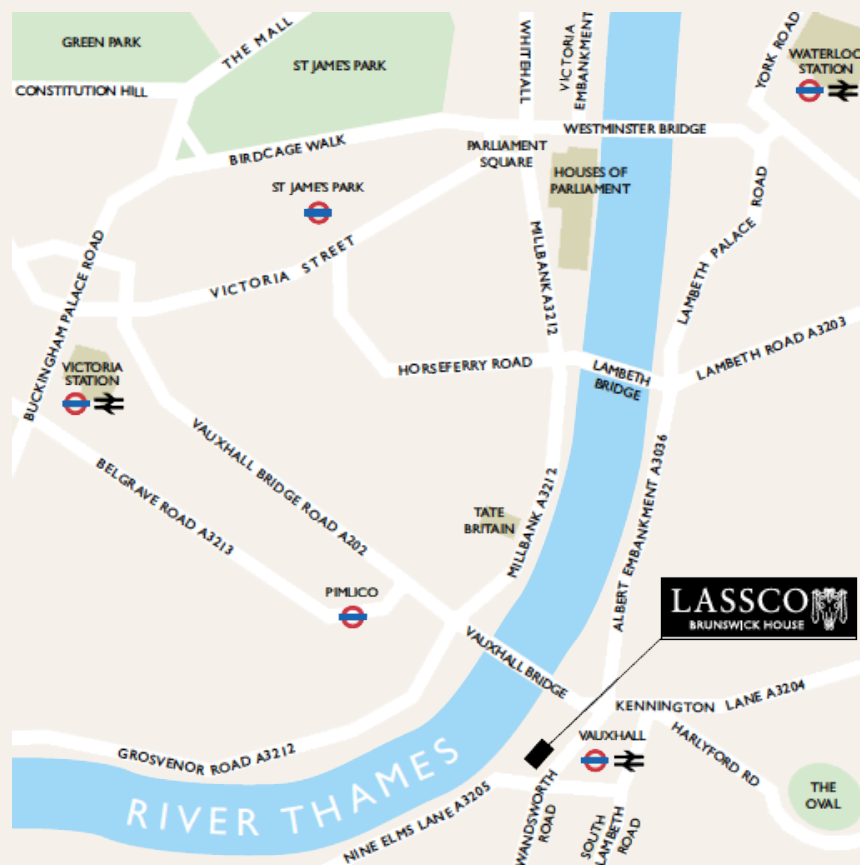 GREEN PARK
THE MALL
ST JAME'S PARK
WHITEHALL
VICTORIA
EMBANKMENT
YORK ROAD
WATERLOO
STATION
CONSTITUTION HILL
BIRDCAGE WALK
WESTMINSTER BRIDGE
PARLIAMENT
SQUARE
HOUSES OF
PARLIAMENT
ST JAME'S PARK
LAMBETH PALACE ROAD
VICTORIA STREET
MILLBANK A3212
BUCKINGHAM PALACE ROAD
LAMBETH ROAD A3203
HORSEFERRY ROAD
LAMBETH
BRIDGE
VICTORIA
STATION
VAUXHALL BRIDGE ROAD A202
BELGRAVE ROAD A3213
MILLBANK A3212
ALBERT EMBANKMENT A3036
TATE
BRITAIN
PIMLICO
LASSCO
BRUNSWICK HOUSE
VAUXHALL BRIDGE
KENNINGTON LANE A3204
HARLYFORD RD
VAUXHALL
GROSVENOR ROAD A3212
RIVER THAMES
NINE ELMS LANE A3205
WANDSWORTH
ROAD
SOUTH
LAMBETH
ROAD
THE
OVAL